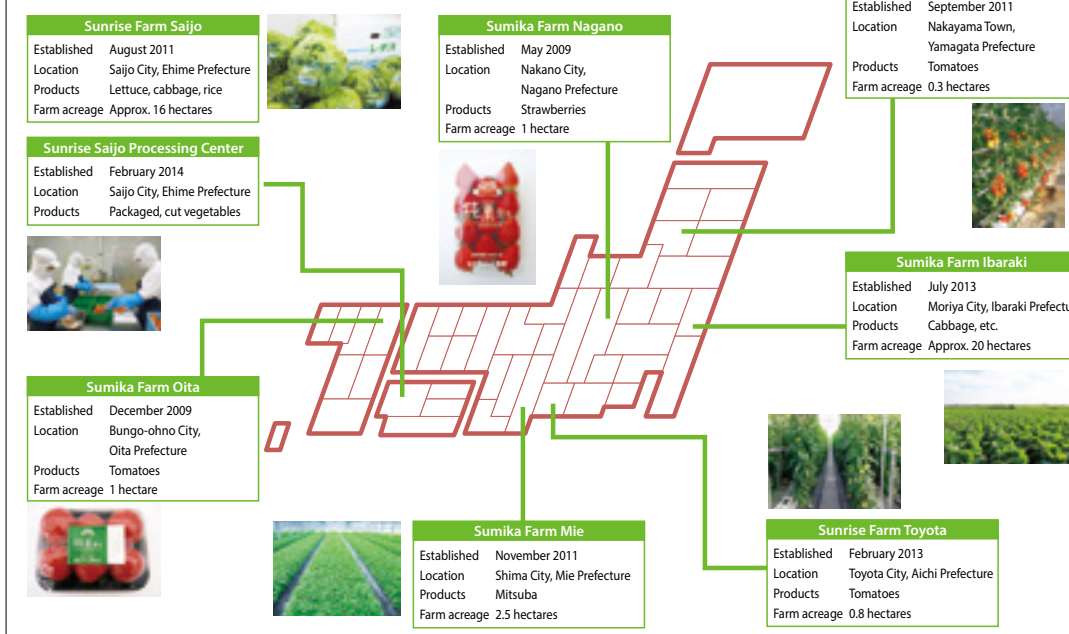 Sunrise Farm Saijo
Established August 2011
Location Saijo City, Ehime Prefecture
Products Lettuce, cabbage, rice
Farm acreage Approx. 16 hectares
Sunrise Saijo Processing Center
Established February 2014
Location Saijo City, Ehime Prefecture
Products Packaged, cut vegetables
Sumika Farm Oita
Established December 2009
Location Bungo-ohno City,
Oita Prefecture
Products Tomatoes
Farm acreage 1 hectare
Sumika Farm Nagano
Established May 2009
Location Nakano City,
Nagano Prefecture
Products Strawberries
Farm acreage 1 hectare
Established September 2011
Location Nakayama Town,
Yamagata Prefecture
Products Tomatoes
Farm acreage 0.3 hectares
Sumika Farm Ibaraki
Established July 2013
Location Moriya City, Ibaraki Prefectu
Products Cabbage, etc.
Farm acreage Approx. 20 hectares
Sumika Farm Mie
Established November 2011
Location Shima City, Mie Prefecture
Products Mitsuba
Farm acreage 2.5 hectares
Sunrise Farm Toyota
Established February 2013
Location Toyota City, Aichi Prefecture
Products Tomatoes
Farm acreage 0.8 hectares